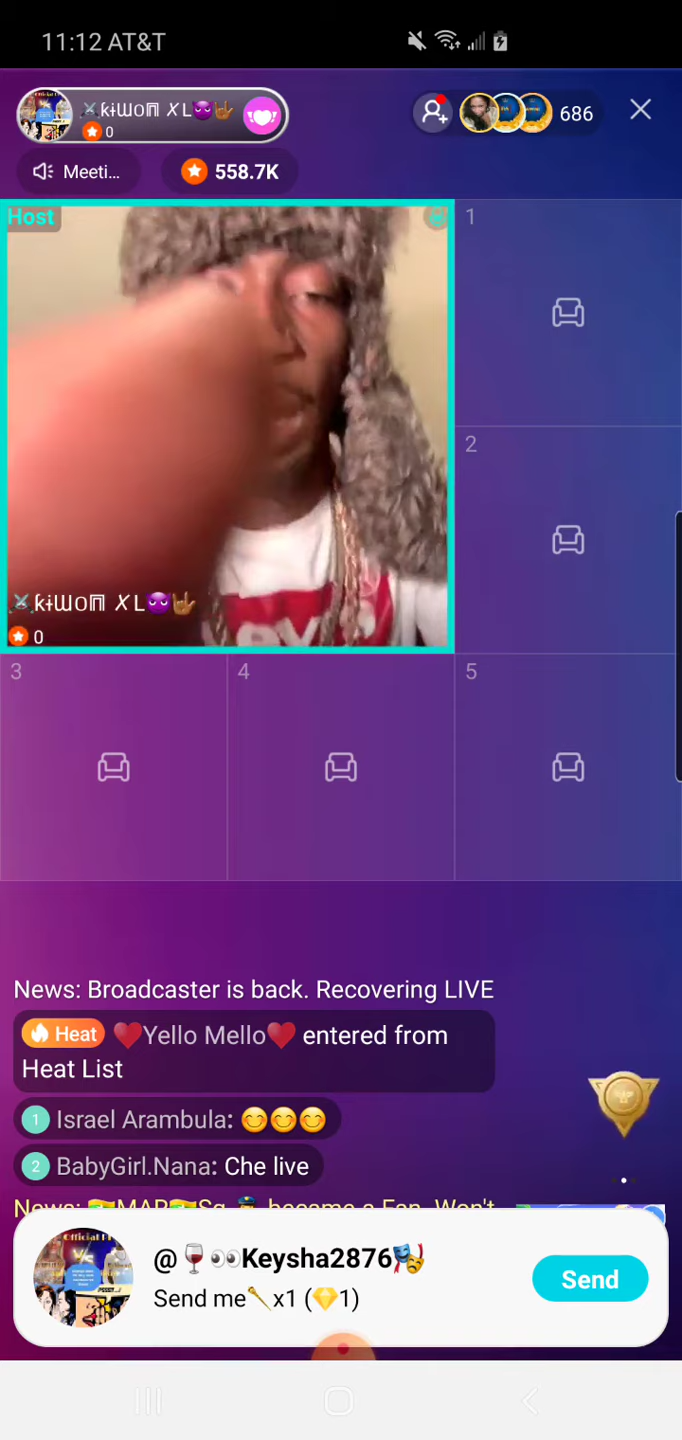 11:12 AT&T
⚔️ƙɨƜOՈ ✗L😈🤟🏾
0
686
Meeti...
558.7K
Host
1
2
⚔️ƙɨƜOՈ ✗L😈🤟🏾
0
3
4
5
News: Broadcaster is back. Recovering LIVE
🔥 Heat ❤️Yello Mello❤️ entered from
Heat List
1 Israel Arambula: 😊😊😊
2 BabyGirl.Nana: Che live
@🍷👀Keysha2876🎭
Send me x1 (💎1)
Send